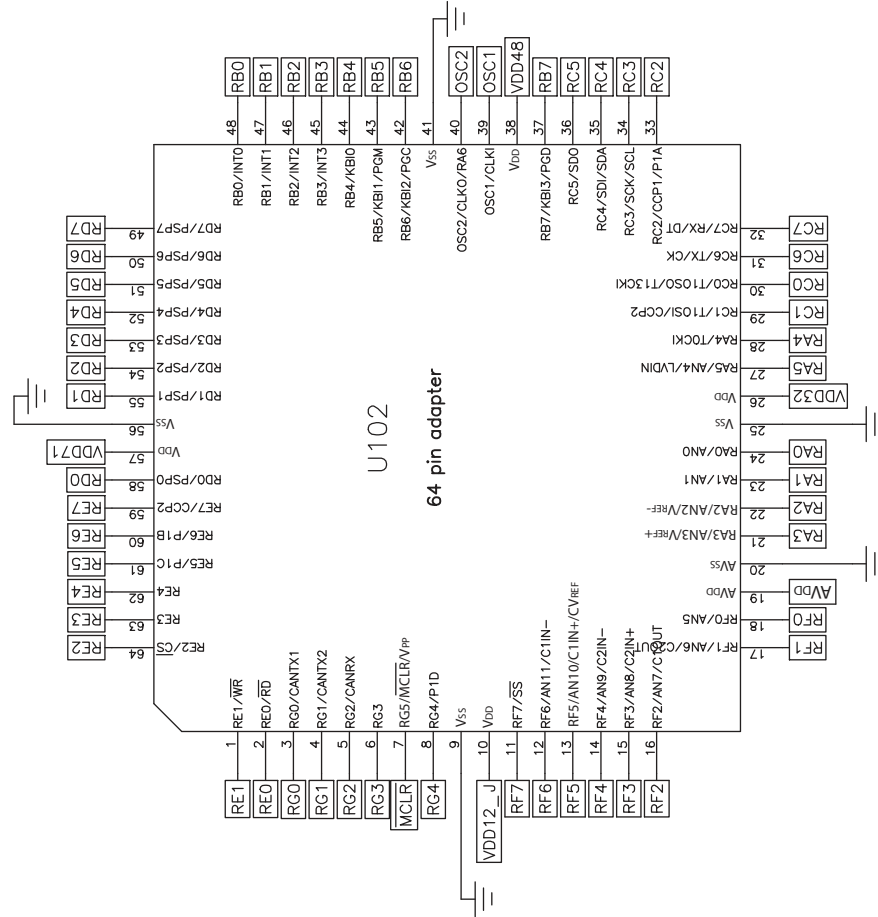 RB0 RB1 RB2 RB3 RB4 RB5 RB6 OSC2 OSC1 VDD48 RB7 RC5 RC4 RC3 RC2
48 47 46 45 44 43 42 41 40 39 38 37 36 35 34 33
RB0/INT0
RB1/INT1
RB2/INT2
RB3/INT3
RB4/KBI0
RB5/KBI1/PGM
RB6/KBI2/PGC
VSS
OSC2/CLKO/RA6
OSC1/CLKI
VDD
RB7/KBI3/PGD
RC5/SDO
RC4/SDI/SDA
RC3/SCK/SCL
RC2/CCP1/P1A
RD7 49 RD7/PSP7
RD6 50 RD6/PSP6
RD5 51 RD5/PSP5
RD4 52 RD4/PSP4
RD3 53 RD3/PSP3
RD2 54 RD2/PSP2
RD1 55 RD1/PSP1
56 VSS
VDD71 57 VDD
RD0 58 RD0/PSP0
RE7 59 RE7/CCP2
RE6 60 RE6/P1B
RE5 61 RE5/P1C
RE4 62 RE4
RE3 63 RE3
RE2 64 RE2/CS
U102
64 pin adapter
RC7/RX/DT 32 RC7
RC6/TX/CK 31 RC6
RC0/T1OSO/T13CKI 30 RC0
RC1/T1OSI/CCP2 29 RC1
RA4/TOCKI 28 RA4
RA5/AN4/LVDIN 27 RA5
VDD 26 VDD32
VSS 25
RA0/AN0 24 RA0
RA1/AN1 23 RA1
RA2/AN2/VREF- 22 RA2
RA3/AN3/VREF+ 21 RA3
AVSS 20
AVDD 19 AVDD
RF0/AN5 18 RF0
RF1/AN6/C2OUT 17 RF1
RE1/WR
RE0/RD
RG0/CANTX1
RG1/CANTX2
RG2/CANRX
RG3
RG5/MCLR/VPP
RG4/P1D
VSS
VDD
RF7/SS
RF6/AN11/C1IN-
RF5/AN10/C1IN+/CVREF
RF4/AN9/C2IN-
RF3/AN8/C2IN+
RF2/AN7/C1OUT
1 2 3 4 5 6 7 8 9 10 11 12 13 14 15 16
RE1 RE0 RG0 RG1 RG2 RG3 MCLR RG4 VDD12_J RF7 RF6 RF5 RF4 RF3 RF2